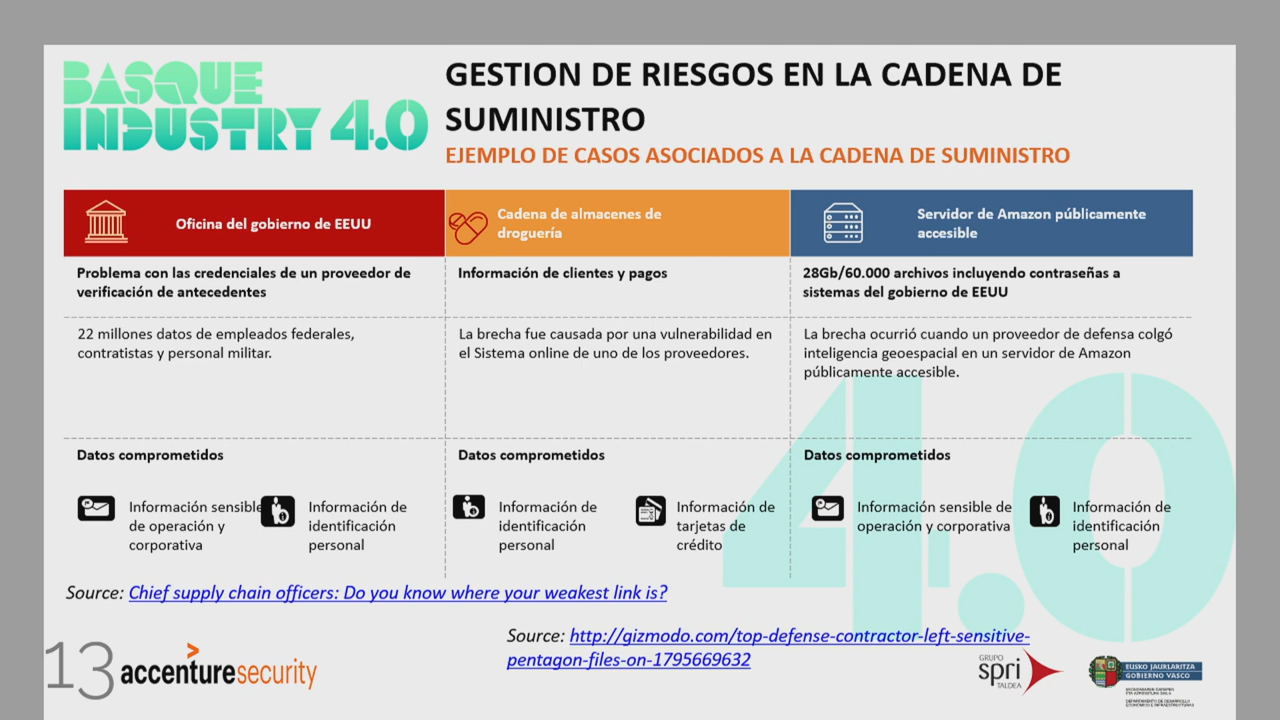 BASQUE
INDUSTRY 4.0
GESTION DE RIESGOS EN LA CADENA DE
SUMINISTRO
EJEMPLO DE CASOS ASOCIADOS A LA CADENA DE SUMINISTRO
Oficina del gobierno de EEUU
Cadena de almacenes de
droguería
Servidor de Amazon públicamente
accesible
Problema con las credenciales de un proveedor de
verificación de antecedentes
Información de clientes y pagos
28Gb/60.000 archivos incluyendo contraseñas a
sistemas del gobierno de EEUU
22 millones datos de empleados federales,
contratistas y personal militar.
La brecha fue causada por una vulnerabilidad en
el Sistema online de uno de los proveedores.
La brecha ocurrió cuando un proveedor de defensa colgó
inteligencia geoespacial en un servidor de Amazon
públicamente accesible.
4.0
Datos comprometidos
Información sensible
de operación y
corporativa
Información de
identificación
personal
Datos comprometidos
Información de
identificación
personal
Información de
tarjetas de
crédito
Datos comprometidos
Información sensible de
operación y corporativa
Información de
identificación
personal
Source: Chief supply chain officers: Do you know where your weakest link is?
Source: http://gizmodo.com/top-defense-contractor-left-sensitive-
pentagon-files-on-1795669632
13
accenturesecurity
GRUPO
spri
TALDEA
EUSKO JAURLARITZA
GOBIERNO VASCO